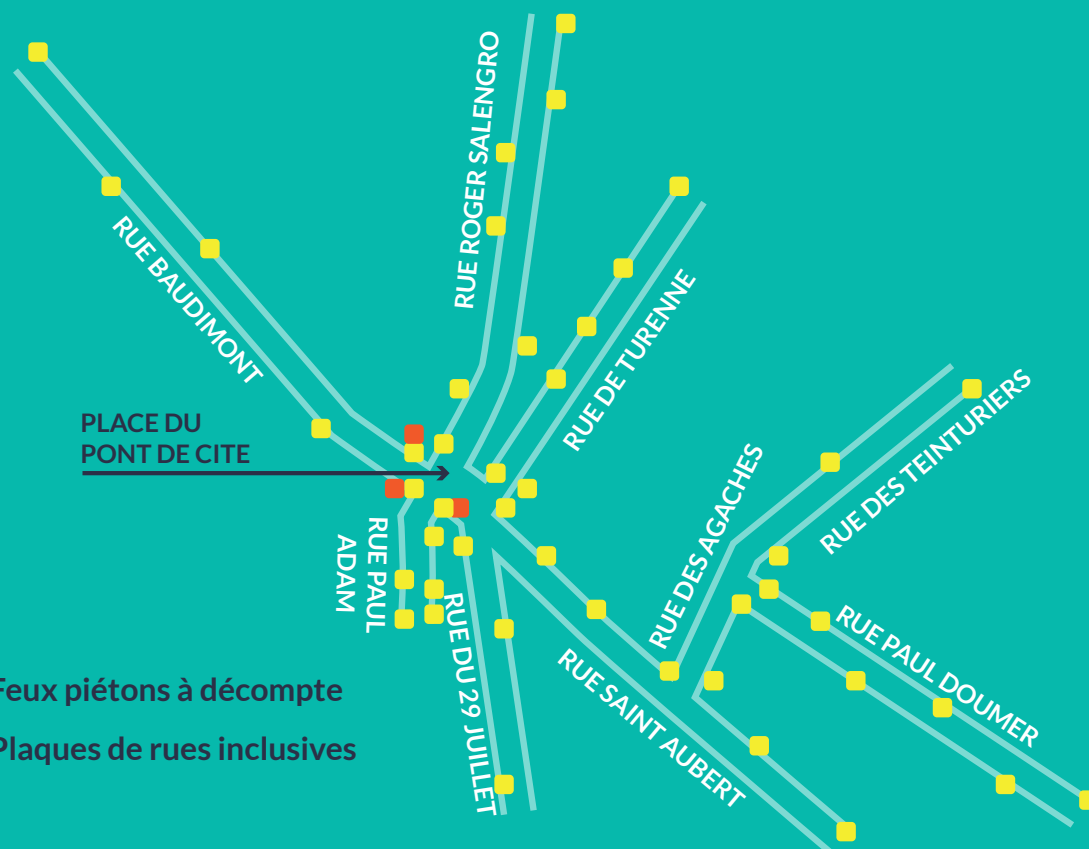 RUE ROGER SALENGRO
RUE BAUDIMONT
RUE DE TURENNE
PLACE DU
PONT DE CITE
RUE DES TEINTURIERS
RUE DES AGACHES
RUE PAUL
ADAM
RUE DU 29 JUILLET
RUE PAUL DOUMER
RUE SAINT AUBERT
Feux piétons à décompte
Plaques de rues inclusives